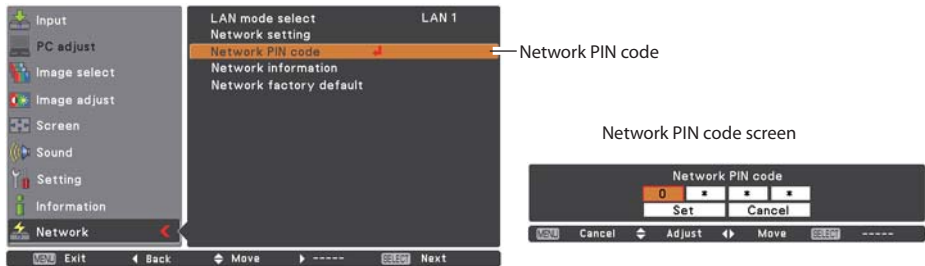 Input
PC adjust
Image select
Image adjust
Screen
Sound
Setting
Information
Network
LAN mode select LAN 1
Network setting
Network PIN code
Network information
Network factory default
MENU Exit Back Move ----- SELECT Next
Network PIN code
Network PIN code screen
Network PIN code
0 * * *
Set Cancel
MENU Cancel Adjust Move SELECT -----